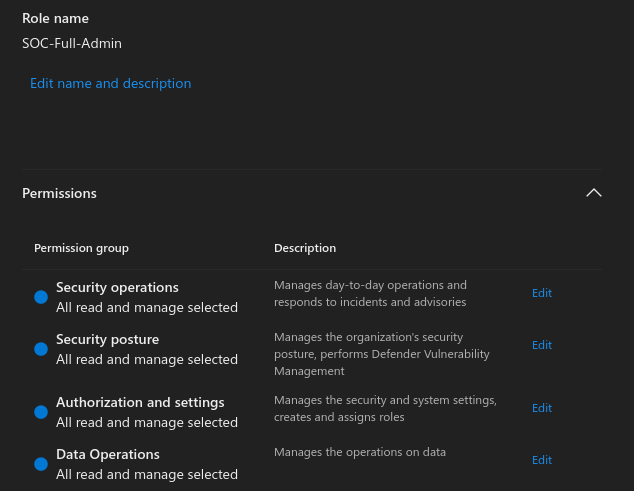 Role name
SOC-Full-Admin
Edit name and description
Permissions
Permission group Description
Security operations
All read and manage selected
Manages day-to-day operations and
responds to incidents and advisories
Edit
Security posture
All read and manage selected
Manages the organization's security
posture, performs Defender Vulnerability
Management
Edit
Authorization and settings
All read and manage selected
Manages the security and system settings,
creates and assigns roles
Edit
Data Operations
All read and manage selected
Manages the operations on data
Edit